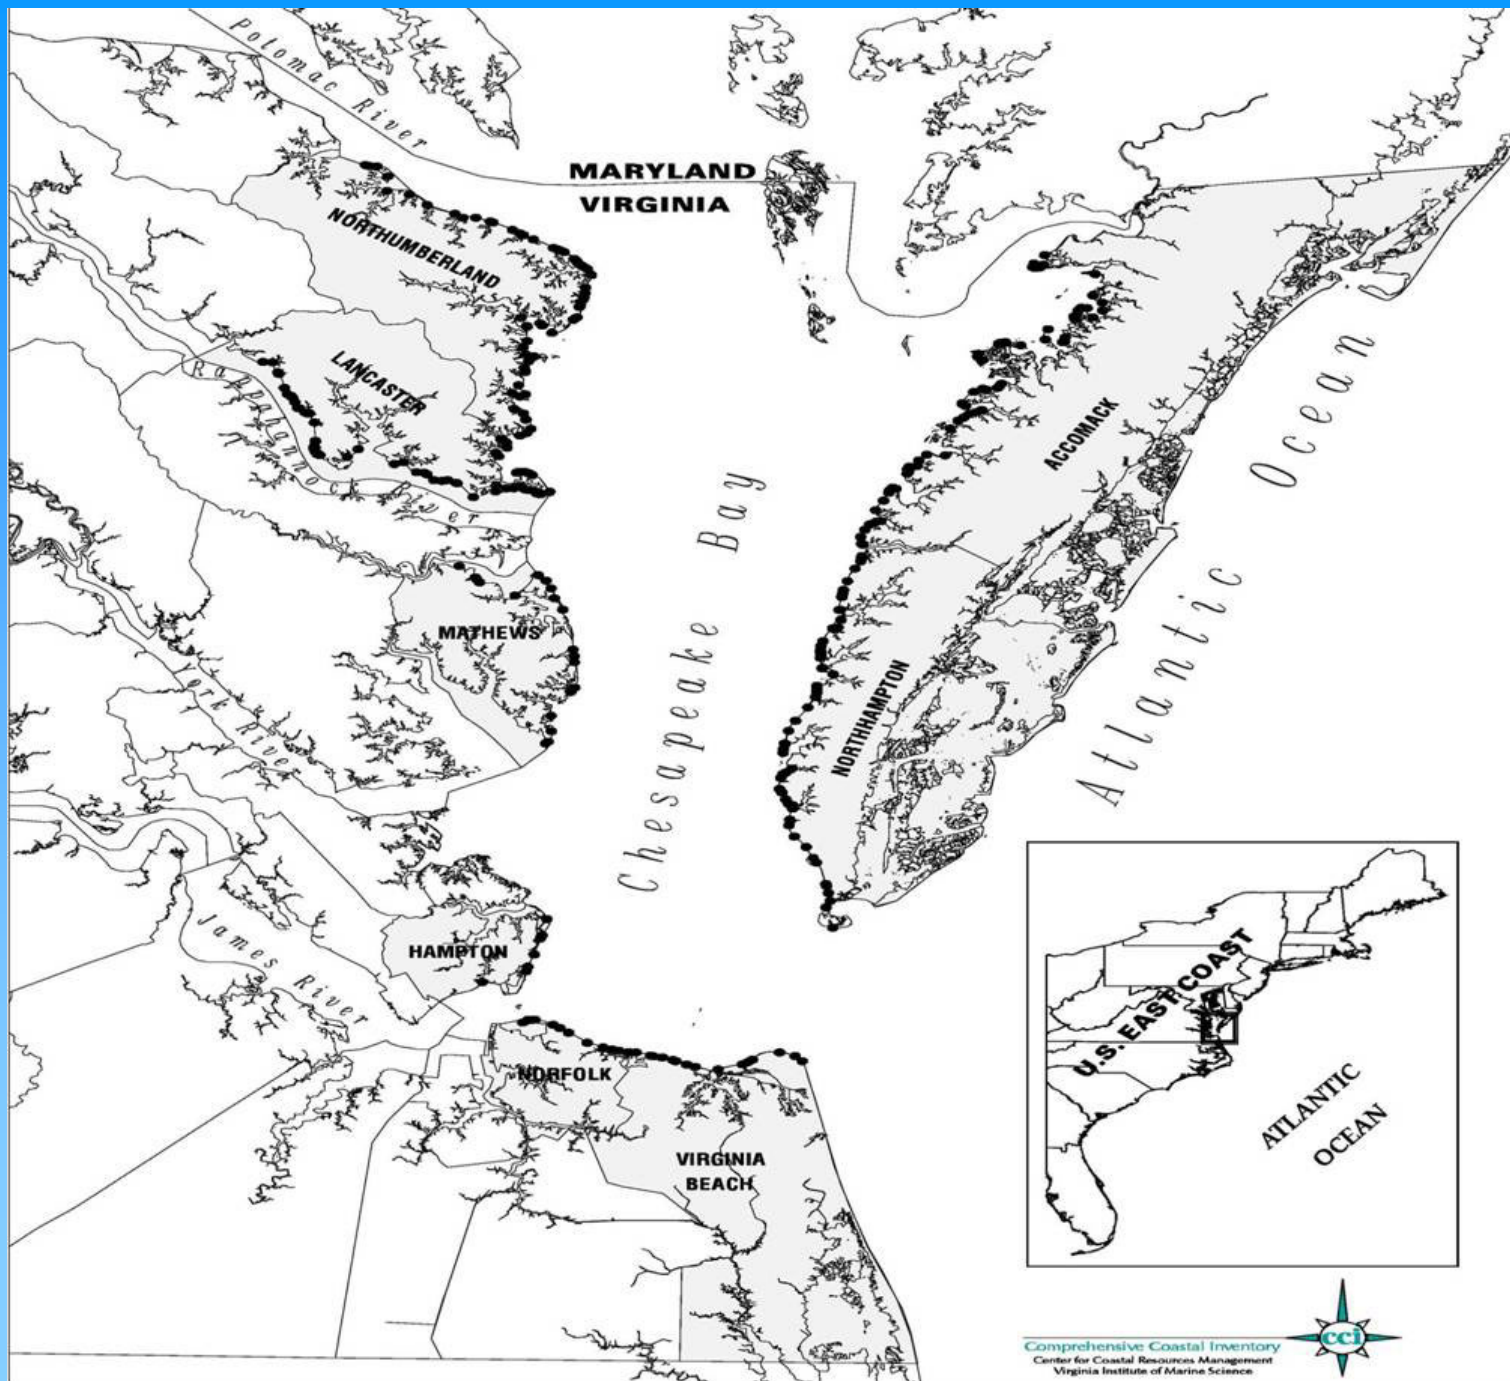 Potomac River
MARYLAND
VIRGINIA
NORTHUMBERLAND
LANCASTER
Rappahannock River
ACCOMACK
Atlantic Ocean
Chesapeake Bay
MATHEWS
NORTHHAMPTON
York River
James River
HAMPTON
NORFOLK
VIRGINIA
BEACH
U.S. EAST COAST
ATLANTIC
OCEAN
cci
Comprehensive Coastal Inventory
Center for Coastal Resources Management
Virginia Institute of Marine Science